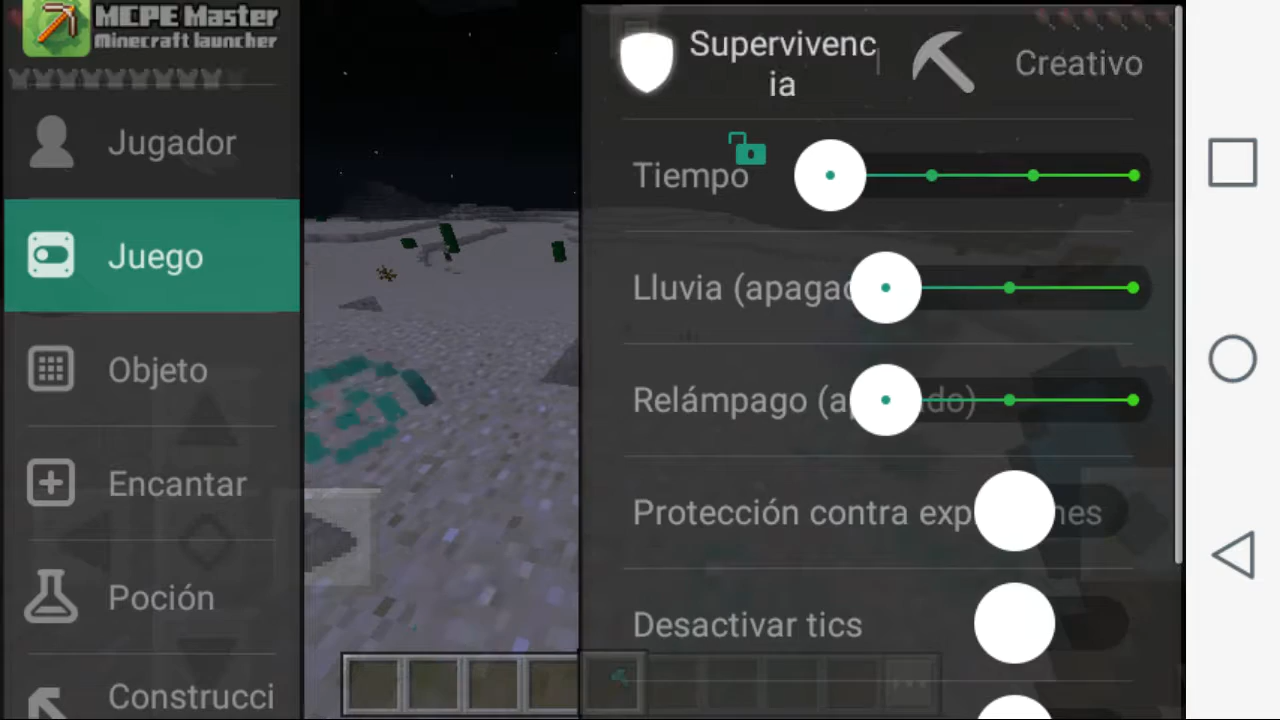 MCPE Master
Minecraft launcher
Jugador
Juego
Objeto
Encantar
Poción
Construcci
Supervivenc
ia
Creativo
Tiempo
Lluvia (apagad
Relámpago (ap do)
Protección contra exp nes
Desactivar tics